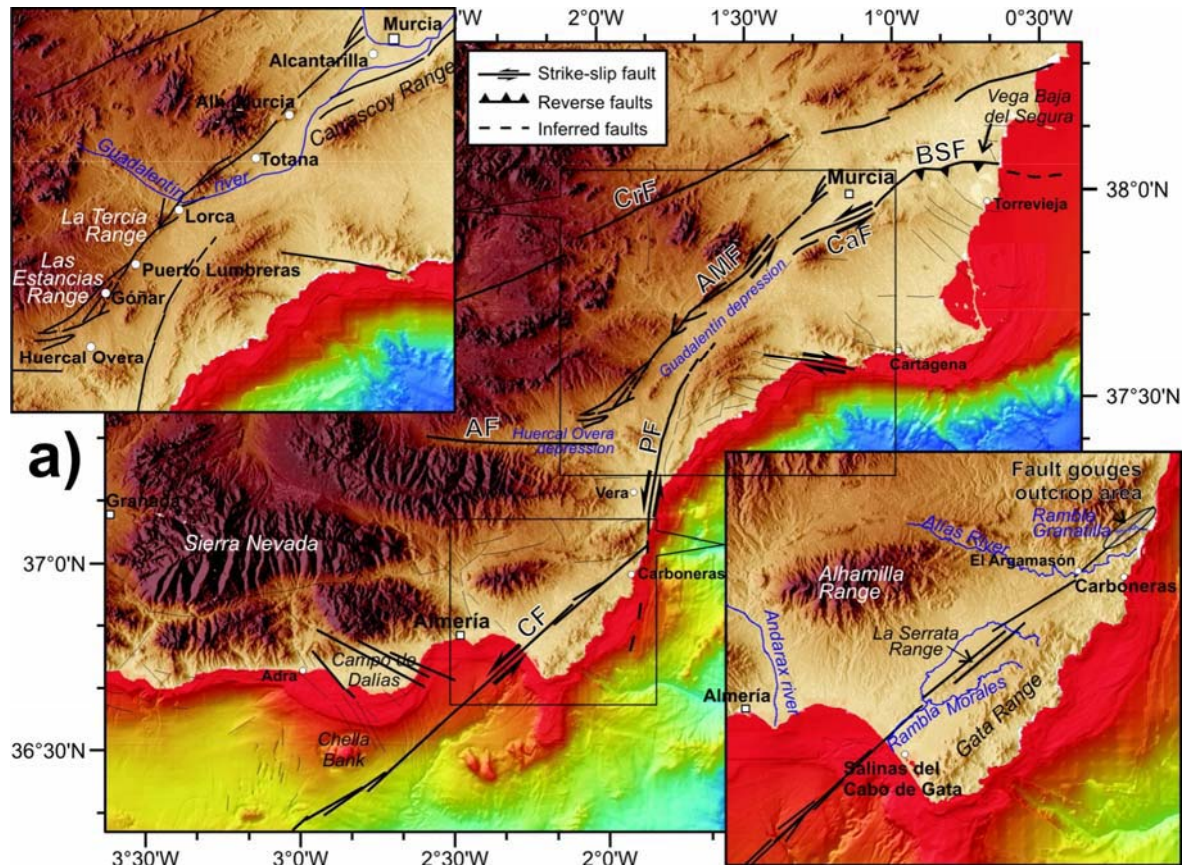 2°0'W
1°30'W
1°0'W
0°30'W
Murcia
Alcantarilla
Alh. Murcia
Carrascoy Range
Totana
Guadalentín
river
La Tercia
Range
Lorca
Las
Estancias
Range
Puerto Lumbreras
Góñar
Huercal Overa
Strike-slip fault
Reverse faults
Inferred faults
Vega Baja
del Segura
BSF
38°0'N
CrF
Murcia
Torrevieja
CaF
AMF
Guadalentín depression
Cartagena
37°30'N
a)
AF
Huercal Overa
depression
PF
Vera
Granada
Sierra Nevada
37°0'N
Carboneras
Almería
CF
Campo de
Dalías
Adra
Chella
Bank
36°30'N
Fault gouges
outcrop area
Rambla
Granatilla
Alías River
El Argamasón
Carboneras
Alhamilla
Range
La Serrata
Range
Andarax river
Almería
Rambla Morales
Gata Range
Salinas del
Cabo de Gata
3°30'W
3°0'W
2°30'W
2°0'W